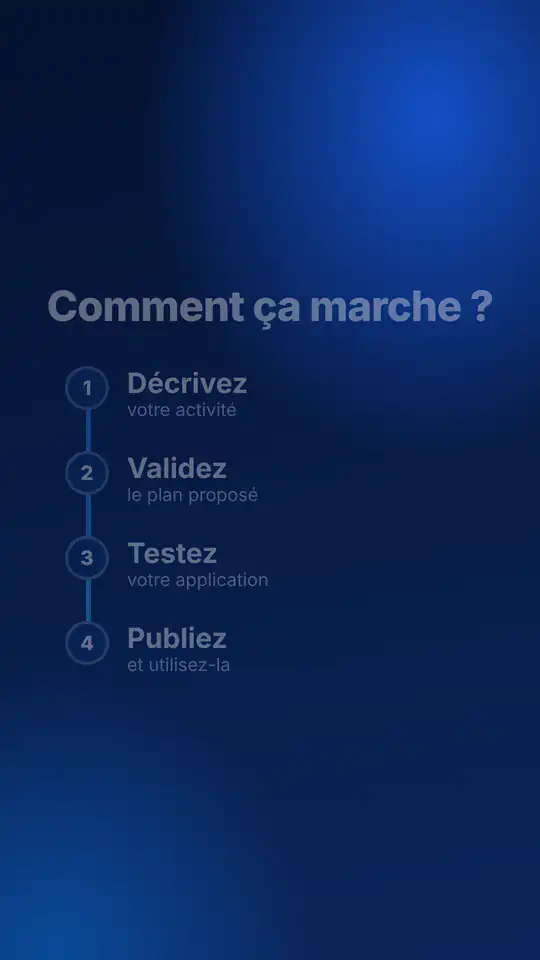 Comment ça marche ?
1
Décrivez
votre activité
2
Validez
le plan proposé
3
Testez
votre application
4
Publiez
et utilisez-la